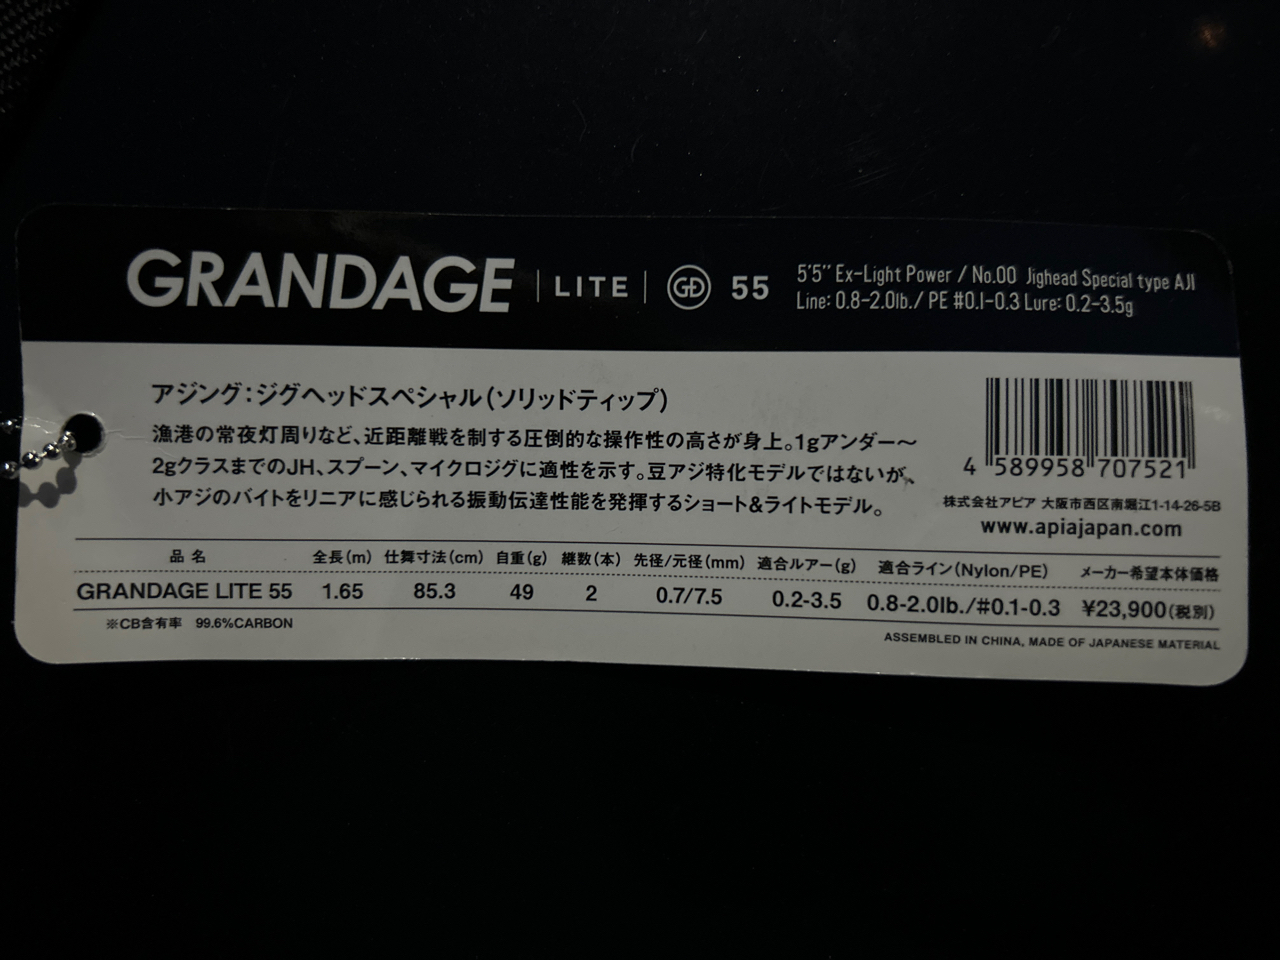 GRANDAGE LITE GD 55
5'5" Ex-Light Power / No.00 Jighead Special type AJI
Line: 0.8-2.0lb./ PE #0.1-0.3 Lure: 0.2-3.5g
アジング:ジグヘッドスペシャル(ソリッドティップ)
漁港の常夜灯周りなど、近距離戦を制する圧倒的な操作性の高さが身上。1gアンダー〜
2gクラスまでのJH、スプーン、マイクロジグに適性を示す。豆アジ特化モデルではないが、
小アジのバイトをリニアに感じられる振動伝達性能を発揮するショート&ライトモデル。
4 589958 707521
株式会社アピア 大阪市西区南堀江1-14-26-5B
www.apiajapan.com
品名 全長(m) 仕舞寸法(cm) 自重(g) 継数(本) 先径/元径(mm) 適合ルアー(g) 適合ライン(Nylon/PE) メーカー希望本体価格
GRANDAGE LITE 55 1.65 85.3 49 2 0.7/7.5 0.2-3.5 0.8-2.0lb./#0.1-0.3 ¥23,900(税別)
※CB含有率 99.6%CARBON
ASSEMBLED IN CHINA, MADE OF JAPANESE MATERIAL